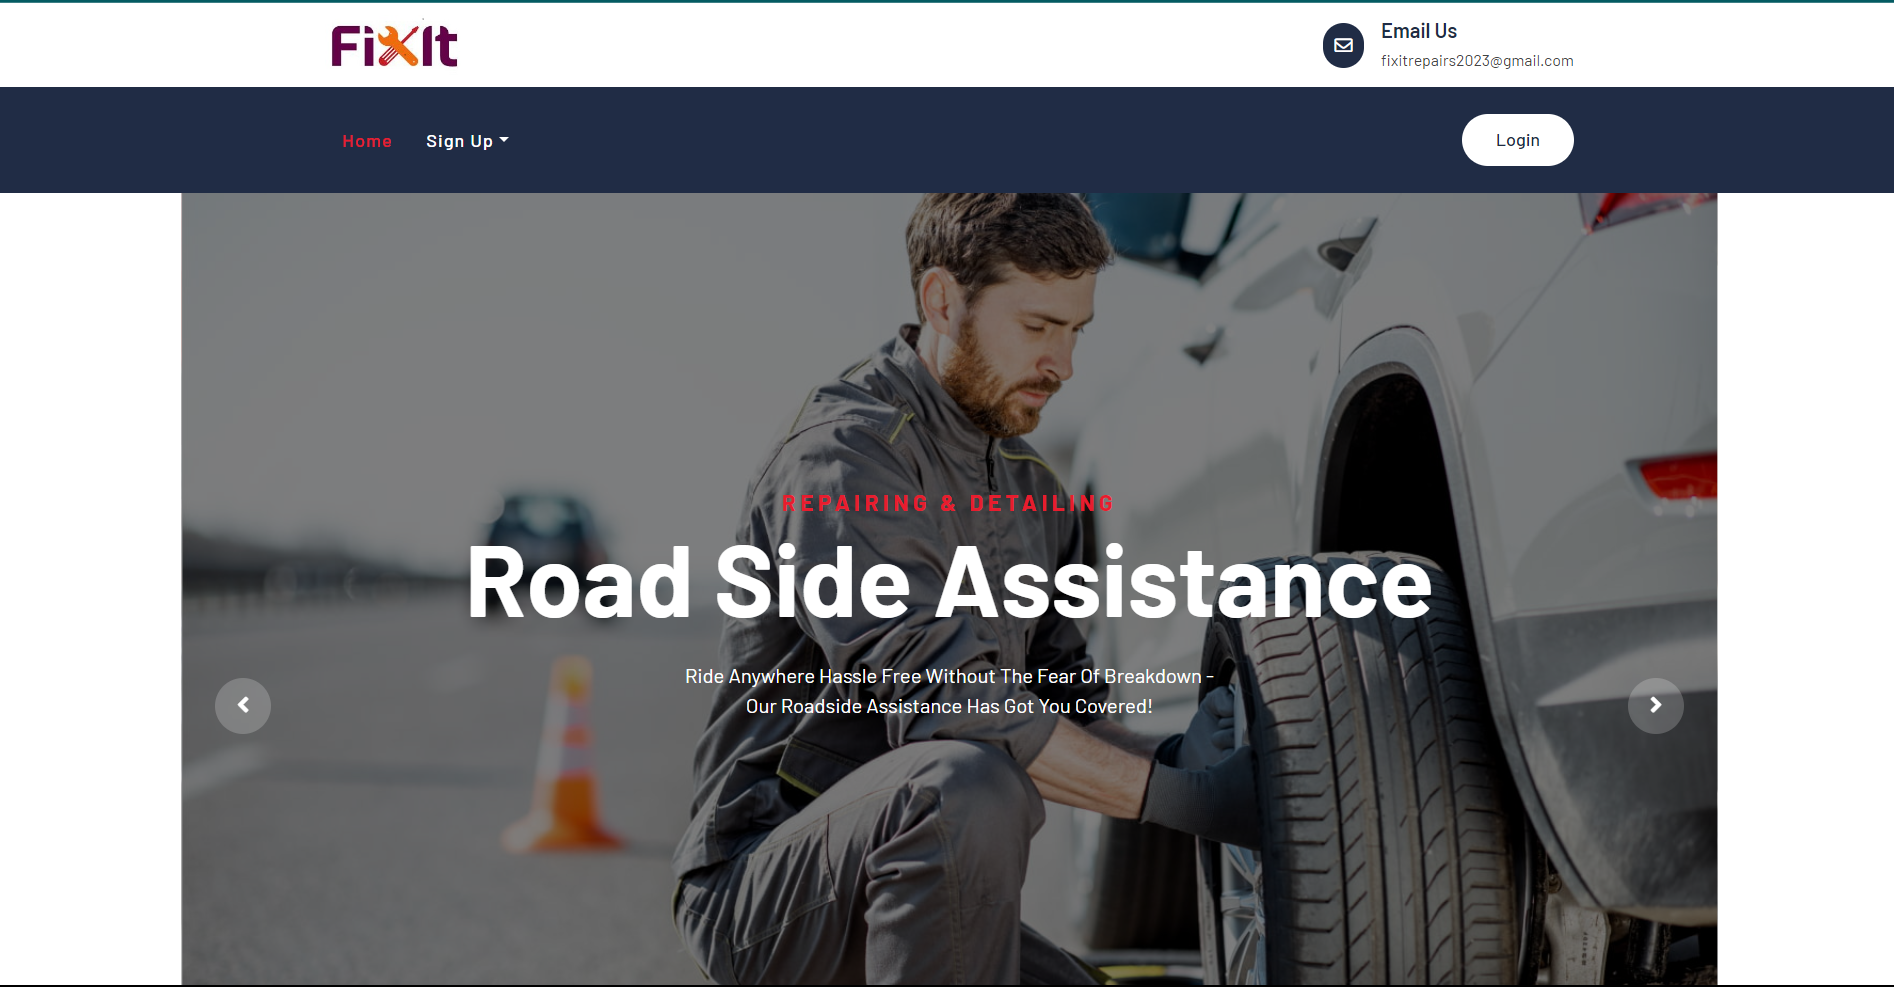 FixIt
Email Us
fixitrepairs2023@gmail.com
Home
Sign Up
Login
REPAIRING & DETAILING
Road Side Assistance
Ride Anywhere Hassle Free Without The Fear Of Breakdown -
Our Roadside Assistance Has Got You Covered!